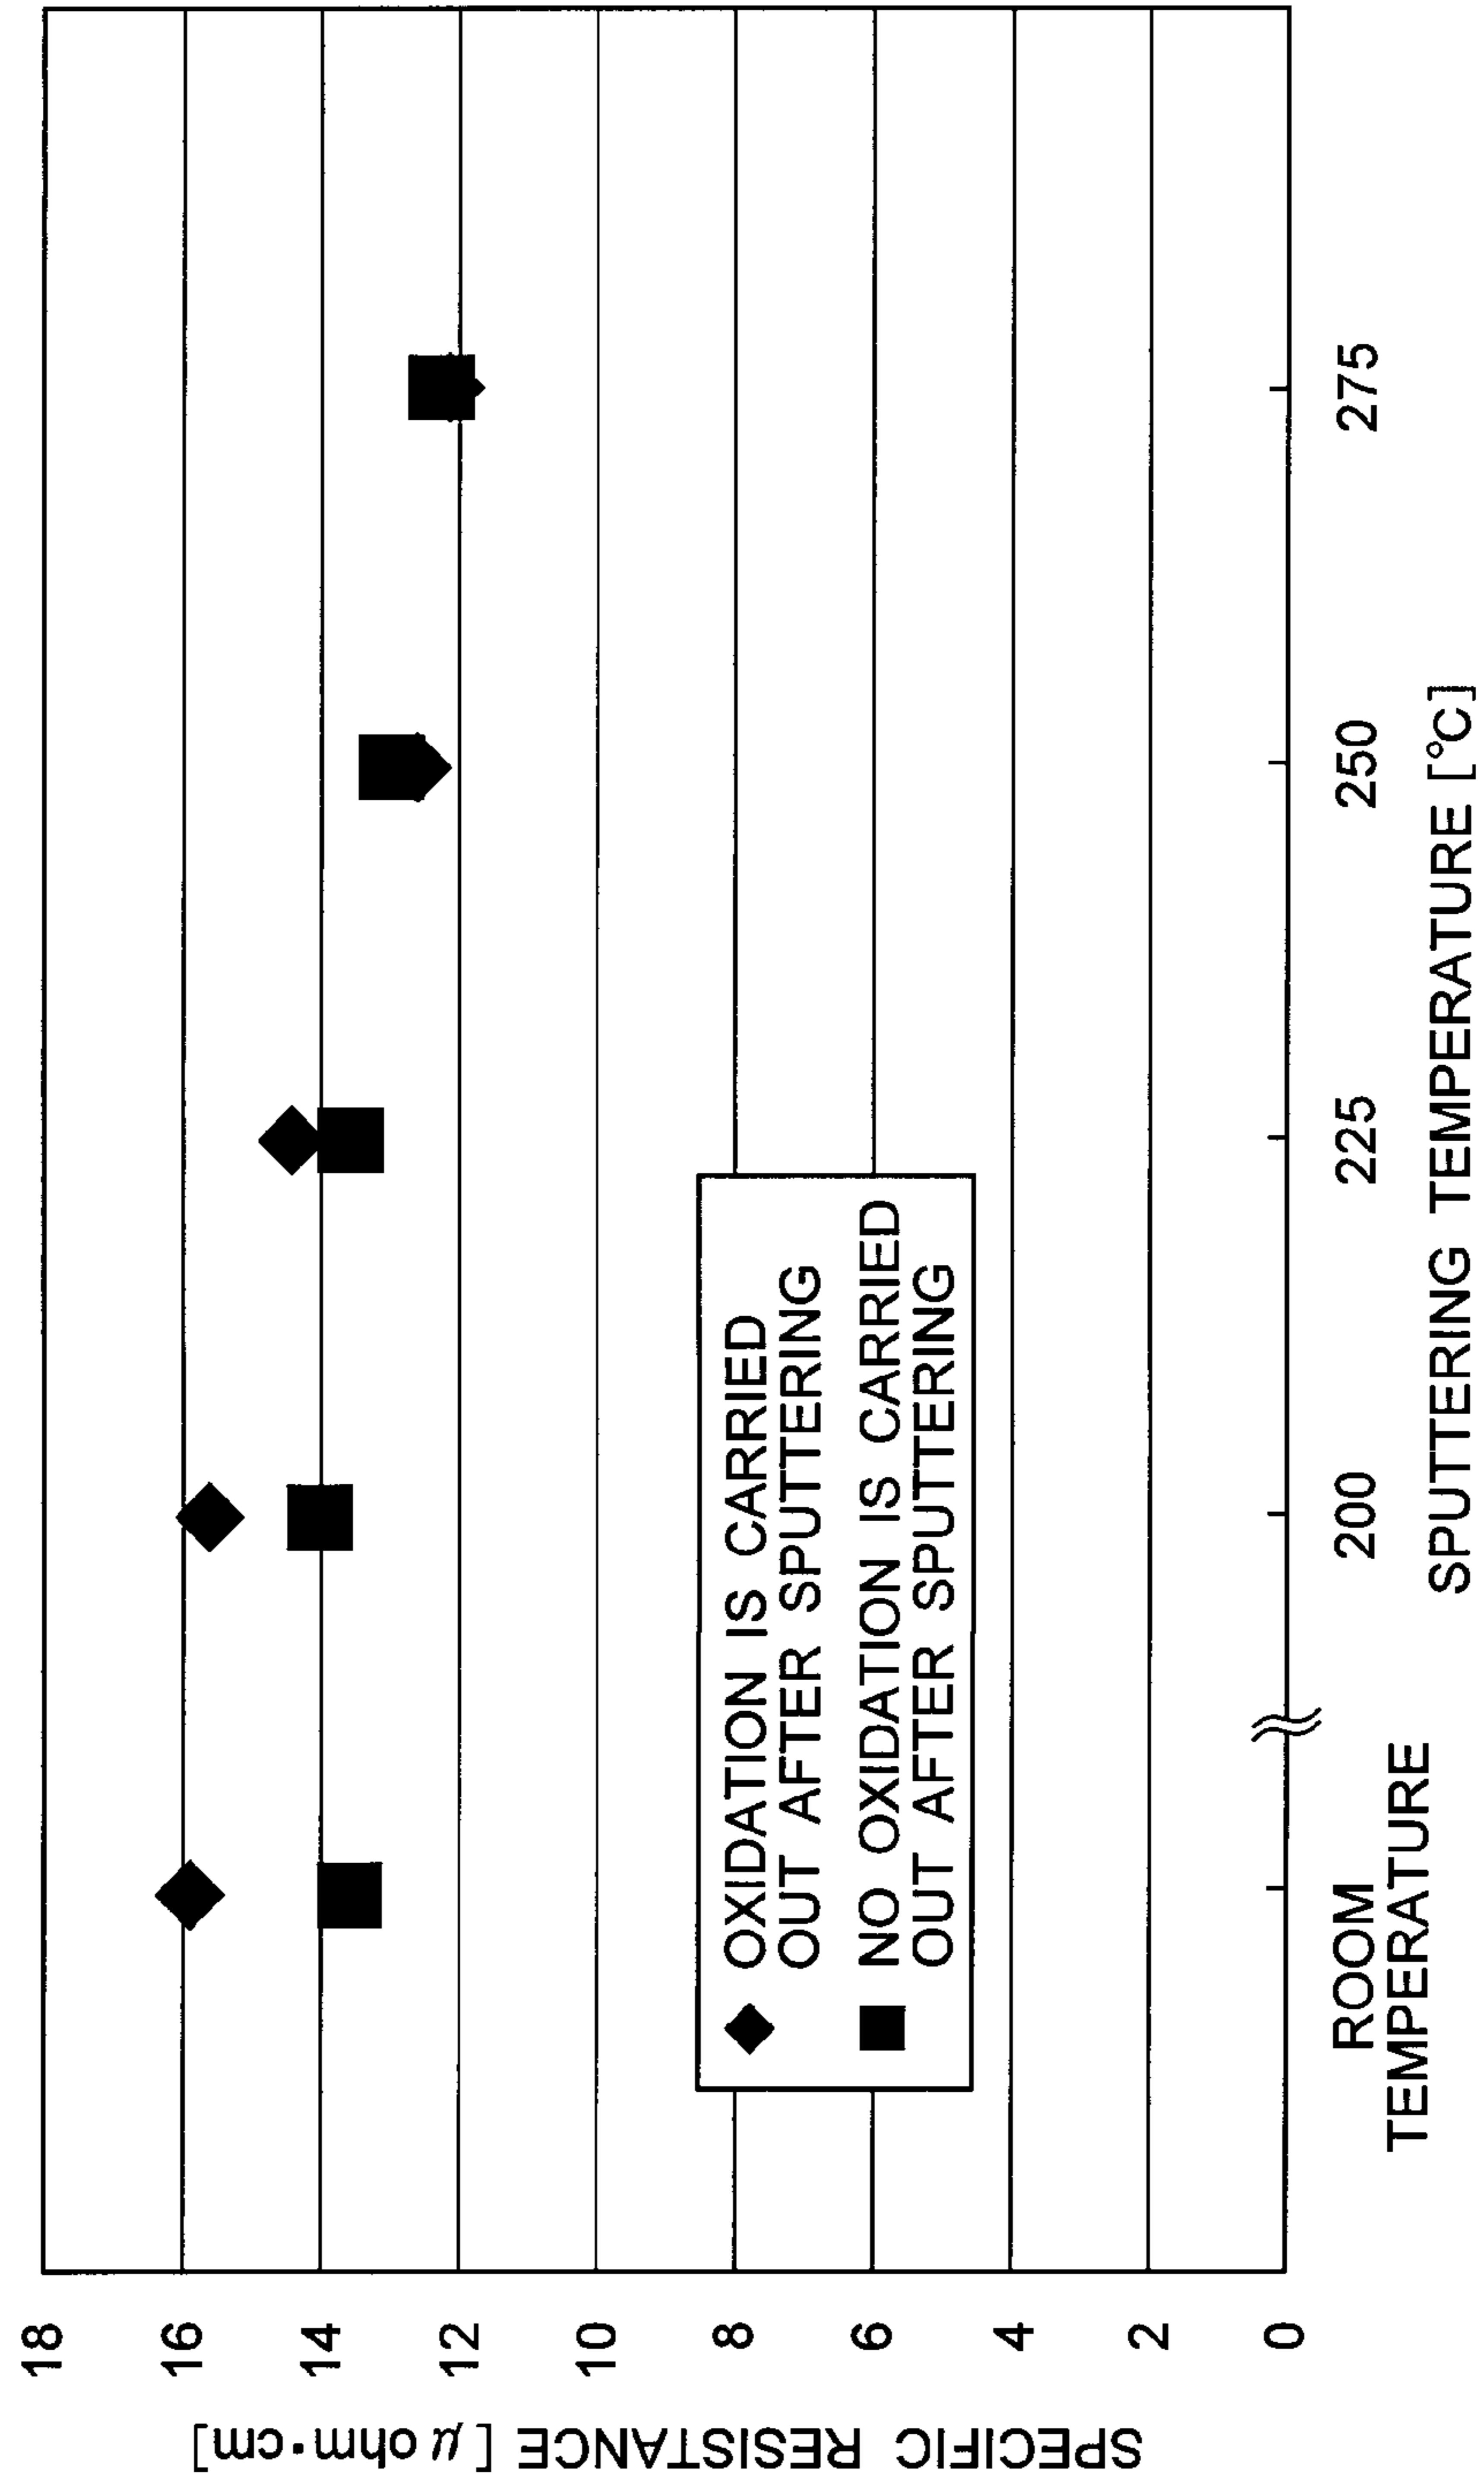 SPECIFIC RESISTANCE [μohm·cm]
18
16
14
12
10
8
6
4
2
0
◆ OXIDATION IS CARRIED
OUT AFTER SPUTTERING
■ NO OXIDATION IS CARRIED
OUT AFTER SPUTTERING
ROOM
TEMPERATURE
200
225
250
275
SPUTTERING TEMPERATURE [°C]